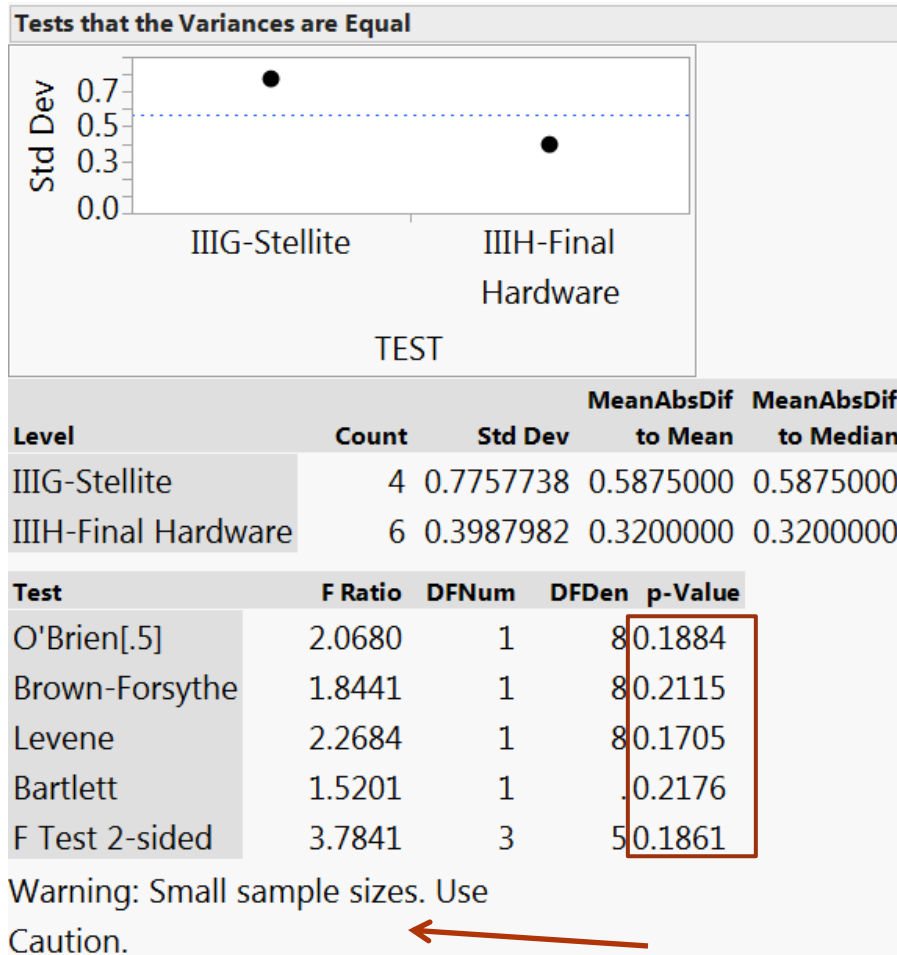 Tests that the Variances are Equal
Std Dev
0.7
0.5
0.3
0.0
IIIG-Stellite IIIH-Final
Hardware
TEST
MeanAbsDif MeanAbsDif
Level Count Std Dev to Mean to Median
IIIG-Stellite 4 0.7757738 0.5875000 0.5875000
IIIH-Final Hardware 6 0.3987982 0.3200000 0.3200000
Test F Ratio DFNum DFDen p-Value
O'Brien[.5] 2.0680 1 8 0.1884
Brown-Forsythe 1.8441 1 8 0.2115
Levene 2.2684 1 8 0.1705
Bartlett 1.5201 1 . 0.2176
F Test 2-sided 3.7841 3 5 0.1861
Warning: Small sample sizes. Use
Caution.